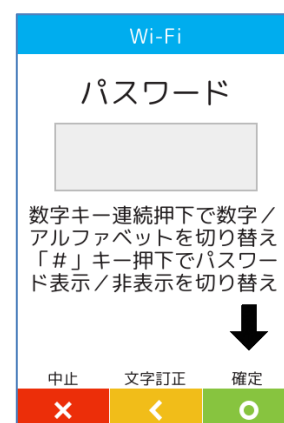 Wi-Fi
パスワード
数字キー連続押下で数字／
アルファベットを切り替え
「#」キー押下でパスワー
ド表示／非表示を切り替え
中止 文字訂正 確定